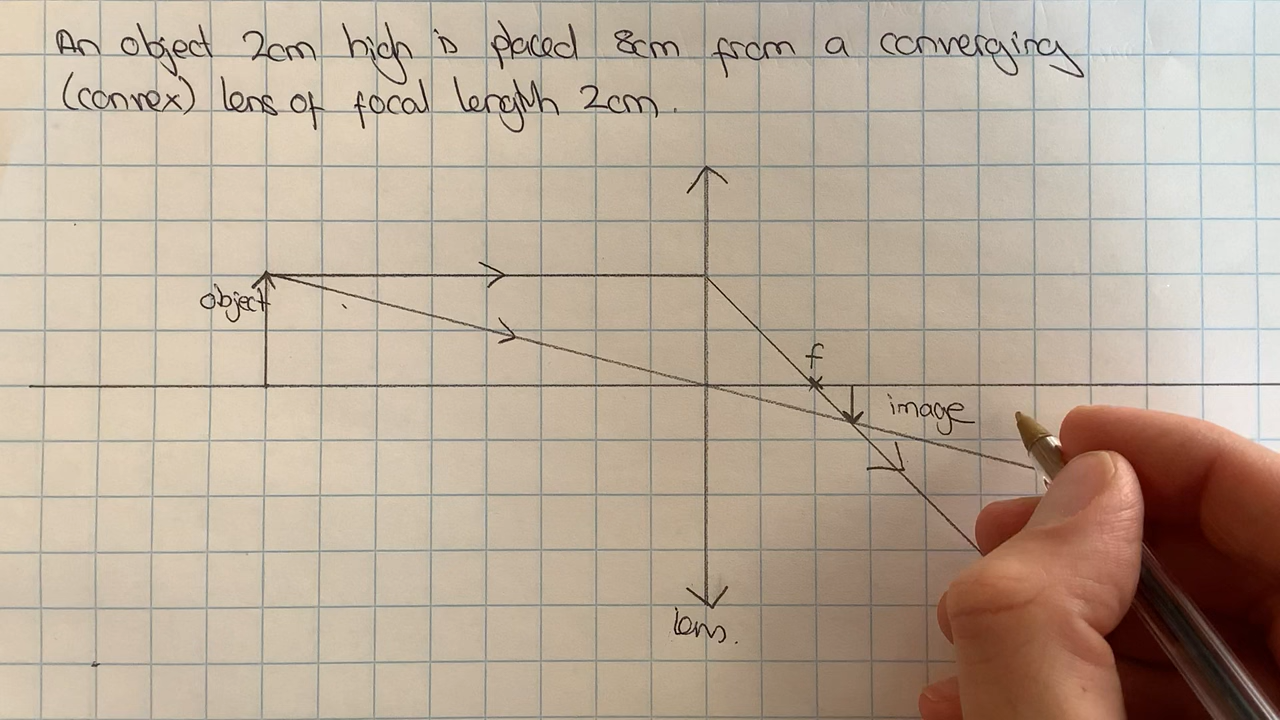 An object 2cm high is placed 8cm from a converging
(convex) lens of focal length 2cm.
object
f
image
lens.